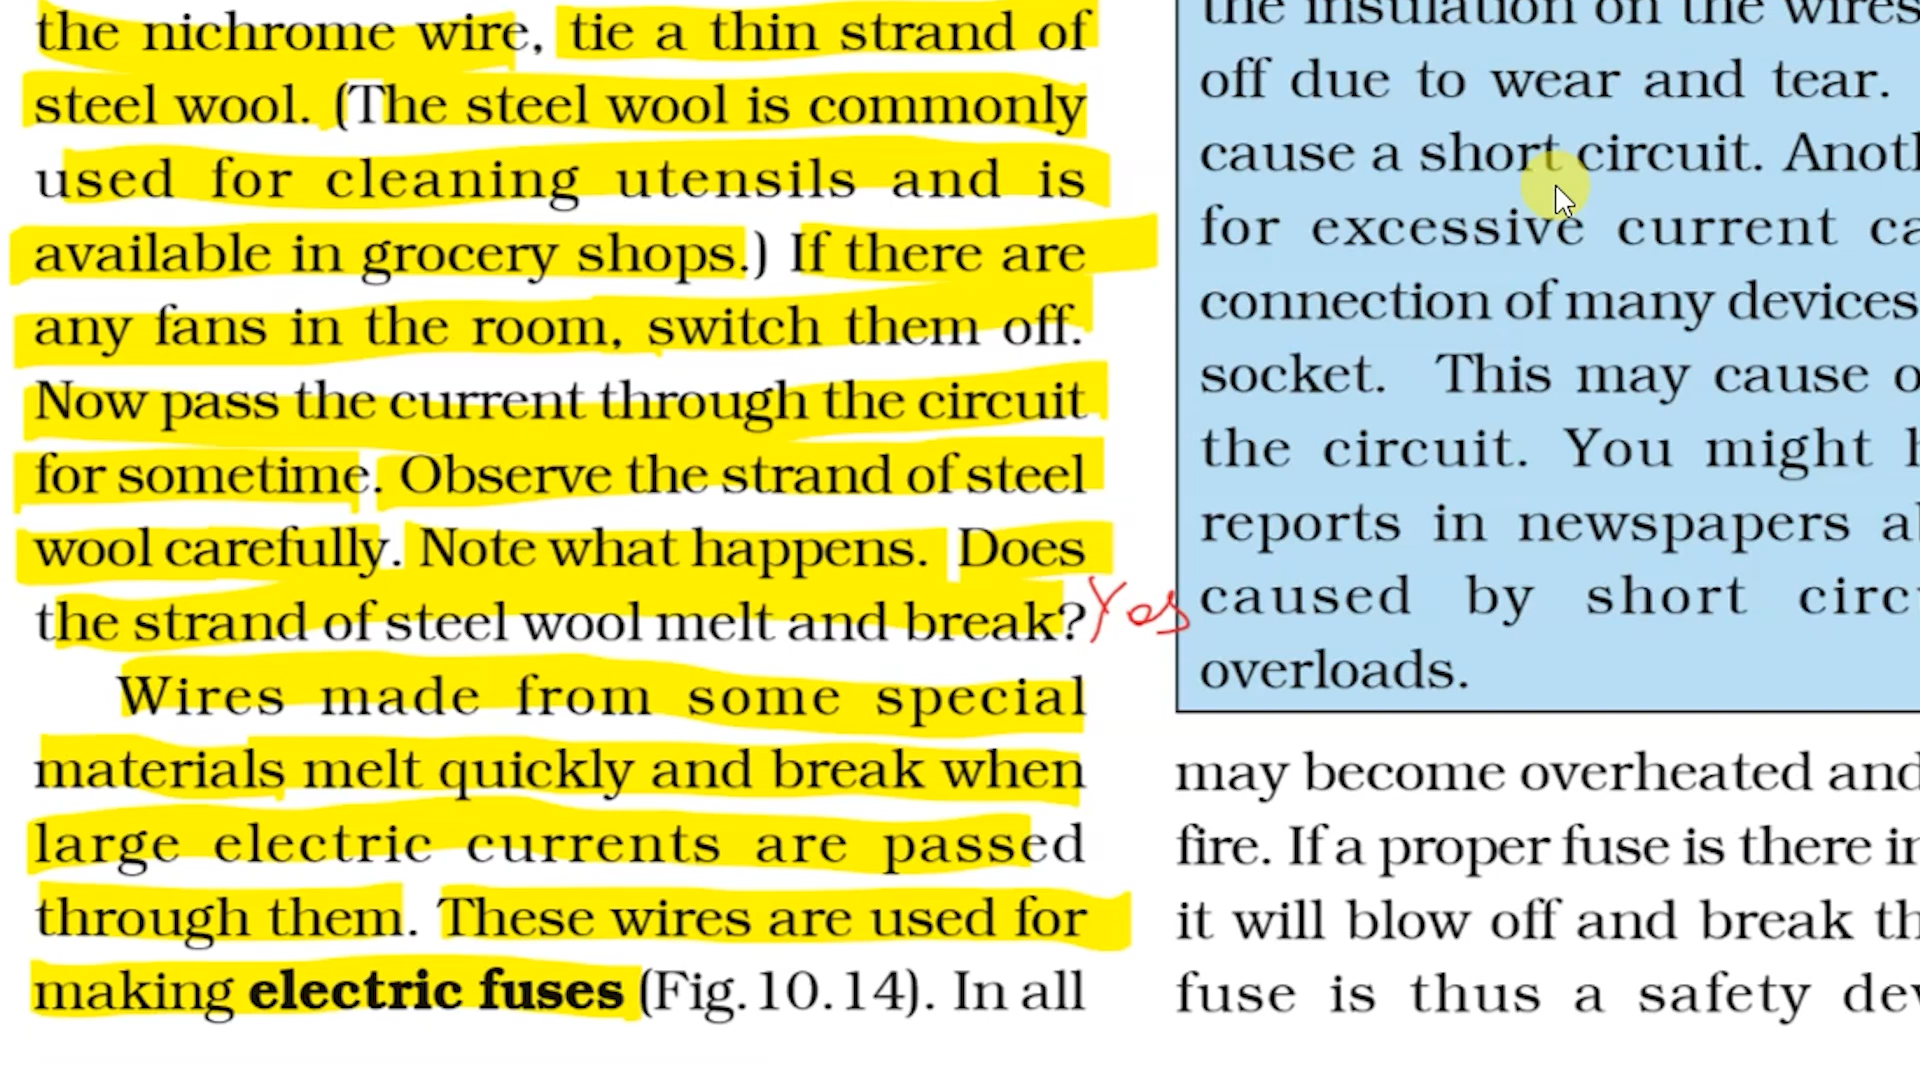 the nichrome wire, tie a thin strand of
steel wool. (The steel wool is commonly
used for cleaning utensils and is
available in grocery shops.) If there are
any fans in the room, switch them off.
Now pass the current through the circuit
for sometime. Observe the strand of steel
wool carefully. Note what happens. Does
the strand of steel wool melt and break?
Yes
Wires made from some special
materials melt quickly and break when
large electric currents are passed
through them. These wires are used for
making electric fuses (Fig.10.14). In all
the insulation on the wires
off due to wear and tear.
cause a short circuit.
for excessive current
connection of many devices
socket. This may cause
the circuit. You might
reports in newspapers
caused by short
overloads.
may become overheated and
fire. If a proper fuse is there
it will blow off and break
fuse is thus a safety